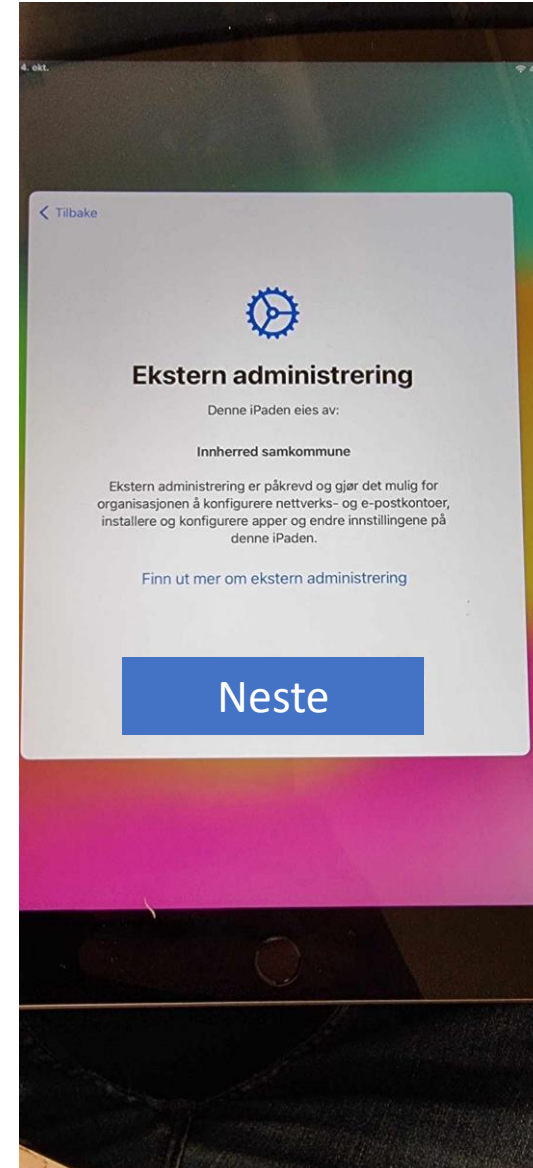 4. okt.
Tilbake
Ekstern administrering
Denne iPaden eies av:
Innherred samkommune
Ekstern administrering er påkrevd og gjør det mulig for
organisasjonen å konfigurere nettverks- og e-postkontoer,
installere og konfigurere apper og endre innstillingene på
denne iPaden.
Finn ut mer om ekstern administrering
Neste